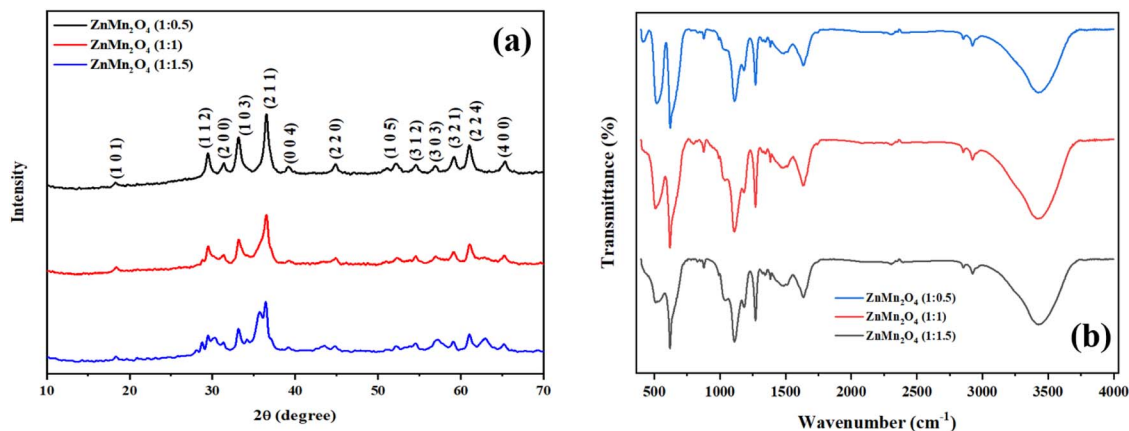 ZnMn₂O₄ (1:0.5)
ZnMn₂O₄ (1:1)
ZnMn₂O₄ (1:1.5)
(a)
(1 0 1)
(1 1 2)
(2 0 0)
(1 0 3)
(2 1 1)
(0 0 4)
(2 2 0)
(1 0 5)
(3 1 2)
(3 0 3)
(3 2 1)
(2 2 4)
(4 0 0)
Intensity
10 20 30 40 50 60 70
2θ (degree)
Transmittance (%)
ZnMn₂O₄ (1:0.5)
ZnMn₂O₄ (1:1)
ZnMn₂O₄ (1:1.5)
(b)
500 1000 1500 2000 2500 3000 3500 4000
Wavenumber (cm⁻¹)